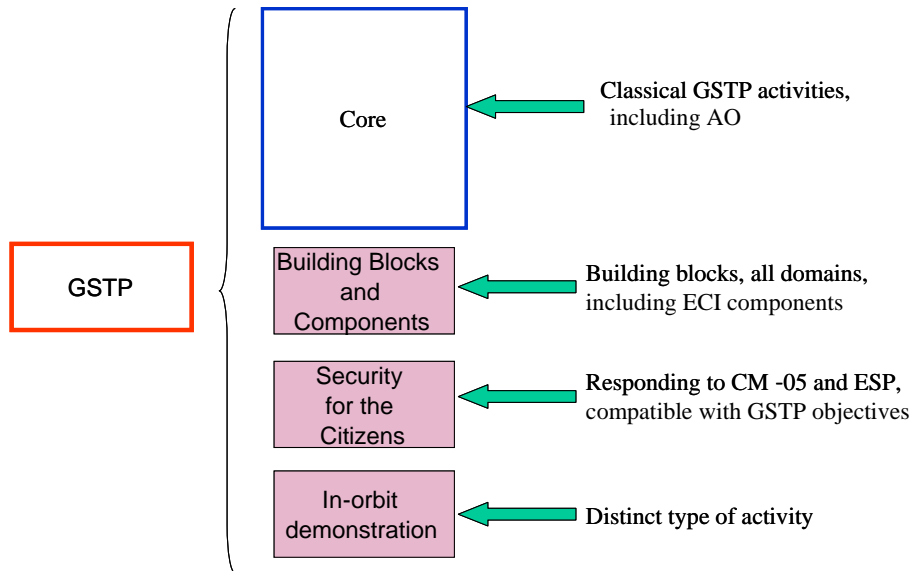 GSTP
Core
Classical GSTP activities,
including AO
Building Blocks
and
Components
Building blocks, all domains,
including ECI components
Security
for the
Citizens
Responding to CM -05 and ESP,
compatible with GSTP objectives
In-orbit
demonstration
Distinct type of activity